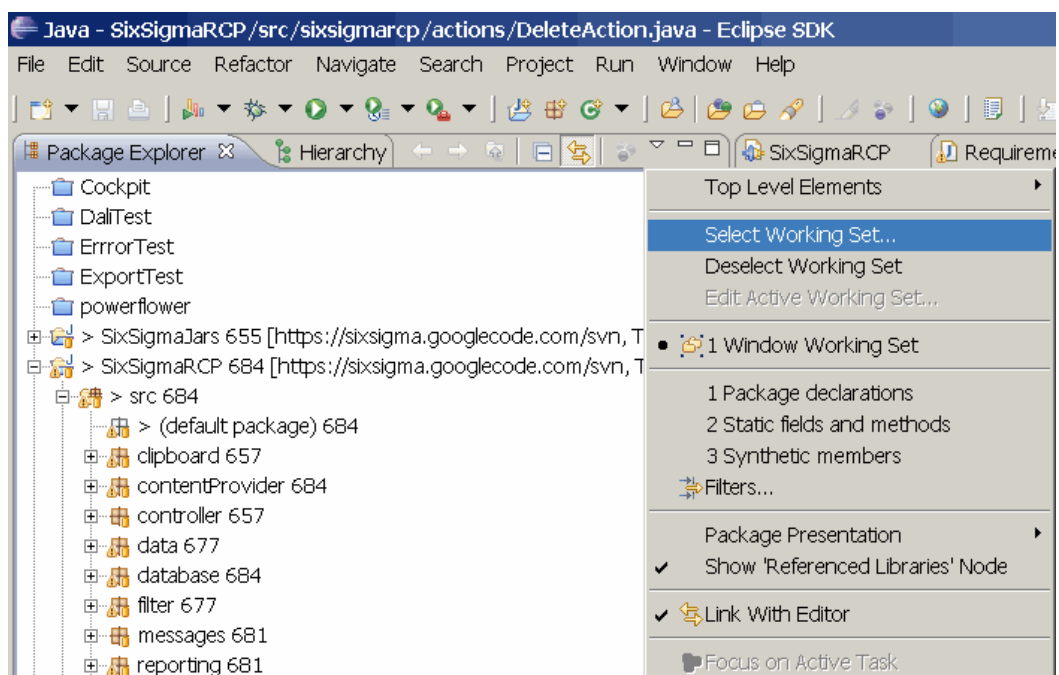 Java - SixSigmaRCP/src/sixsigmarcp/actions/DeleteAction.java - Eclipse SDK
File Edit Source Refactor Navigate Search Project Run Window Help
Package Explorer Hierarchy SixSigmaRCP Requireme
Cockpit
DaliTest
ErrrorTest
ExportTest
powerflower
> SixSigmaJars 655 [https://sixsigma.googlecode.com/svn, T
> SixSigmaRCP 684 [https://sixsigma.googlecode.com/svn, T
> src 684
> (default package) 684
clipboard 657
contentProvider 684
controller 657
data 677
database 684
filter 677
messages 681
reporting 681
Top Level Elements
Select Working Set...
Deselect Working Set
Edit Active Working Set...
1 Window Working Set
1 Package declarations
2 Static fields and methods
3 Synthetic members
Filters...
Package Presentation
Show 'Referenced Libraries' Node
Link With Editor
Focus on Active Task